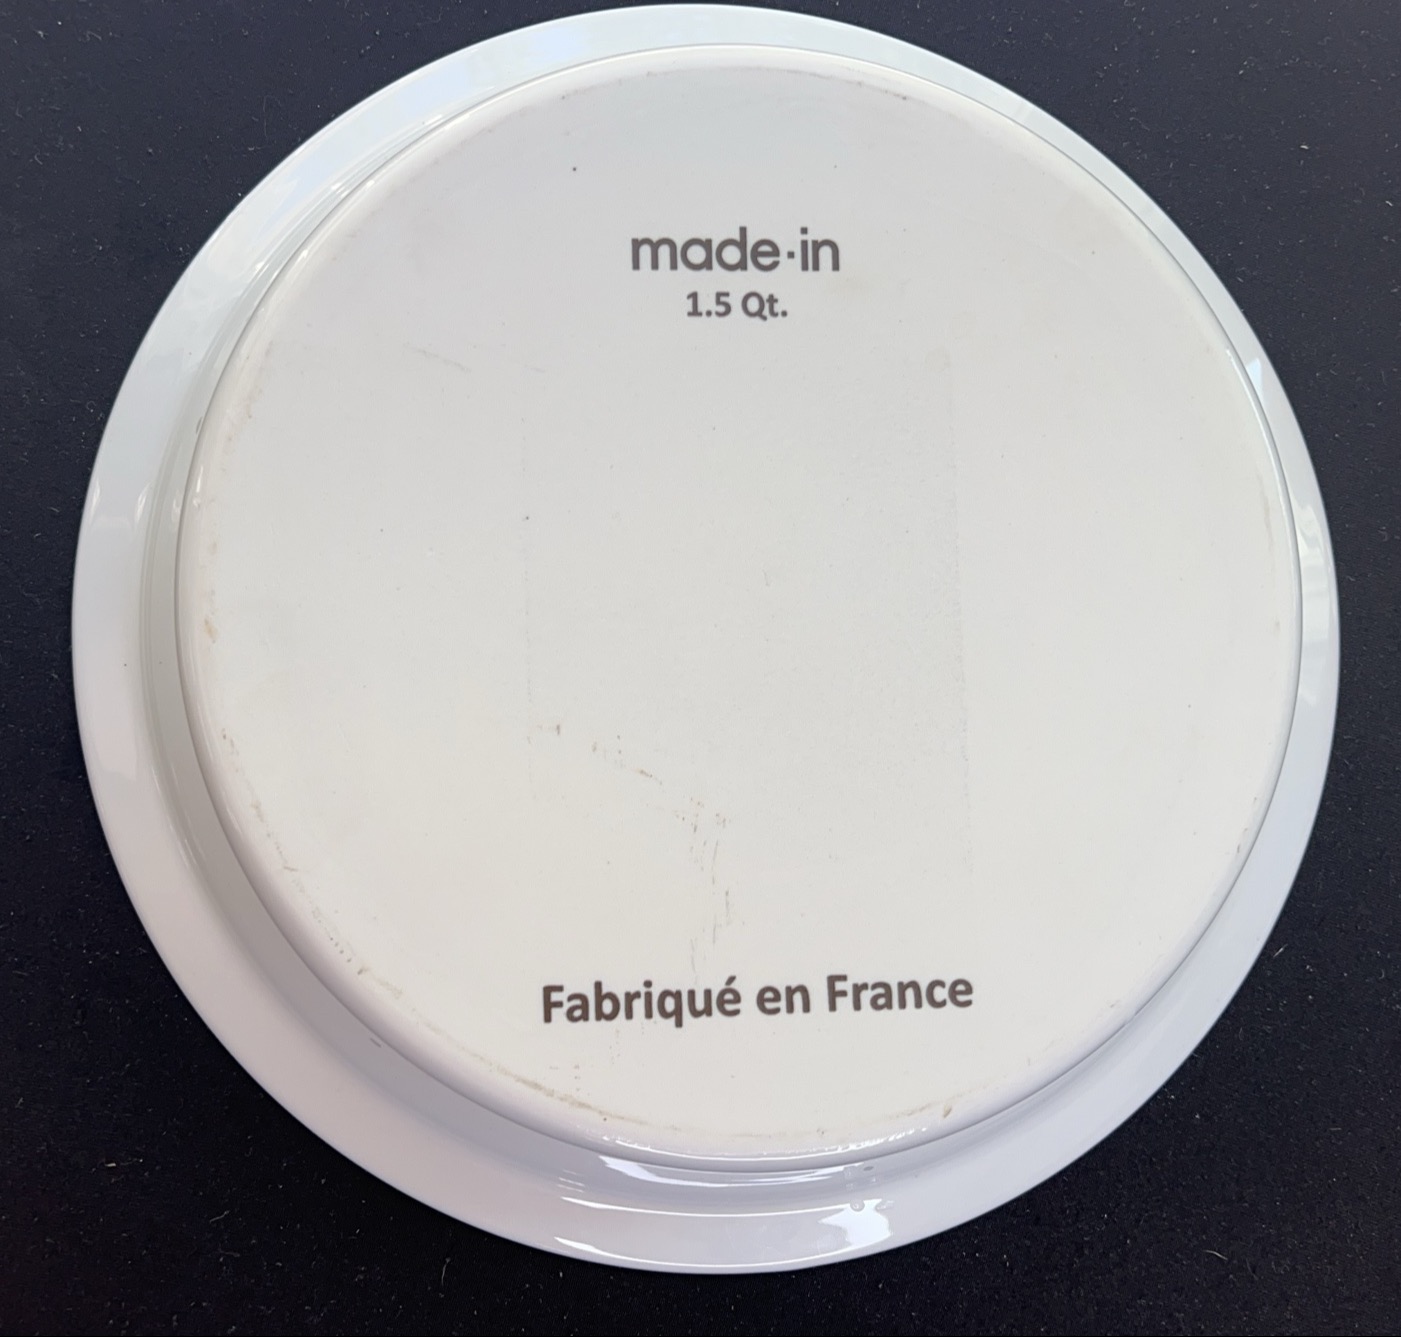 made·in
1.5 Qt.
Fabriqué en France